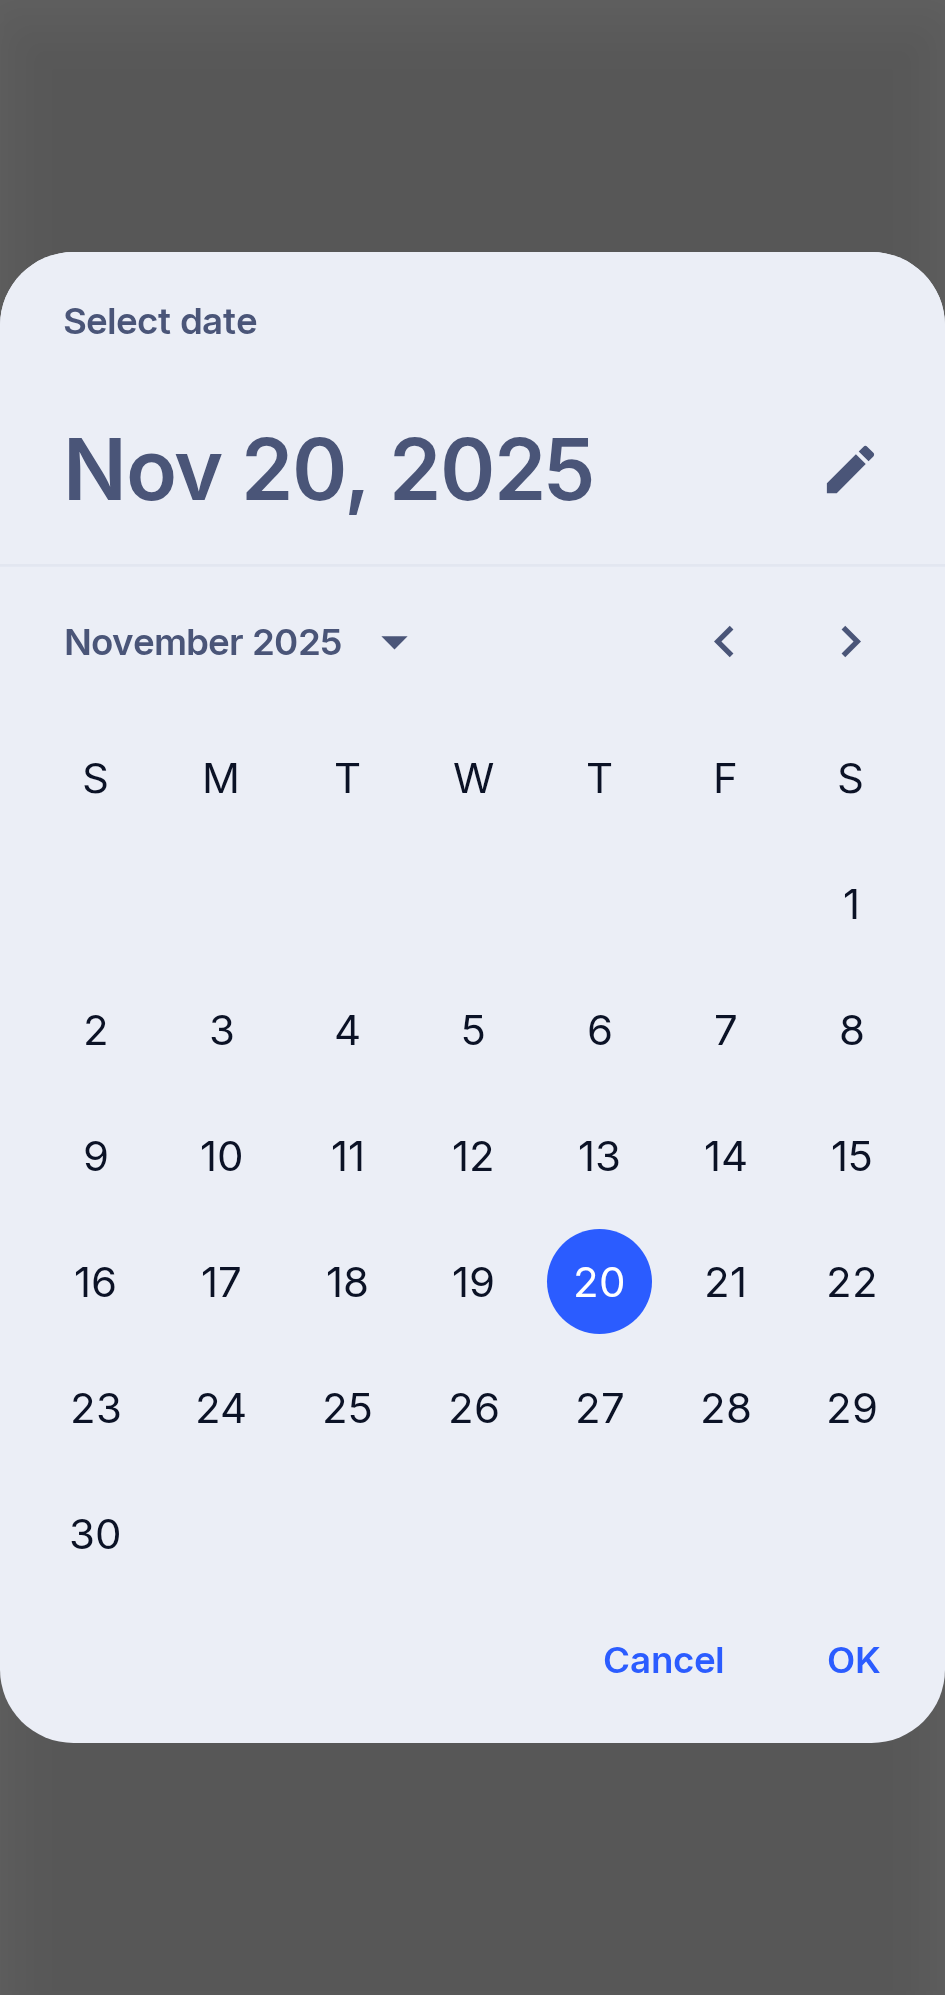 Select date
Nov 20, 2025
November 2025
S M T W T F S
1
2 3 4 5 6 7 8
9 10 11 12 13 14 15
16 17 18 19 20 21 22
23 24 25 26 27 28 29
30
Cancel OK